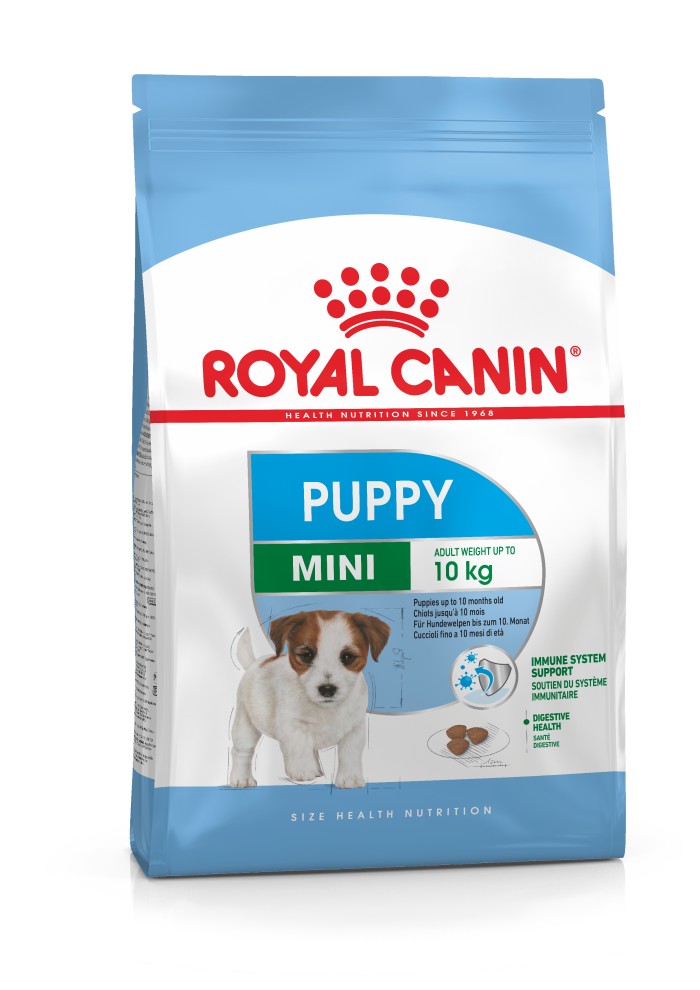 ROYAL CANIN®
HEALTH NUTRITION SINCE 1968
PUPPY
MINI
ADULT WEIGHT UP TO
10 kg
Puppies up to 10 months old
Chiots jusqu'à 10 mois
Für Hundewelpen bis zum 10. Monat
Cuccioli fino a 10 mesi di età
IMMUNE SYSTEM
SUPPORT
SOUTIEN DU SYSTÈME
IMMUNITAIRE
DIGESTIVE
HEALTH
SANTÉ
DIGESTIVE
SIZE HEALTH NUTRITION